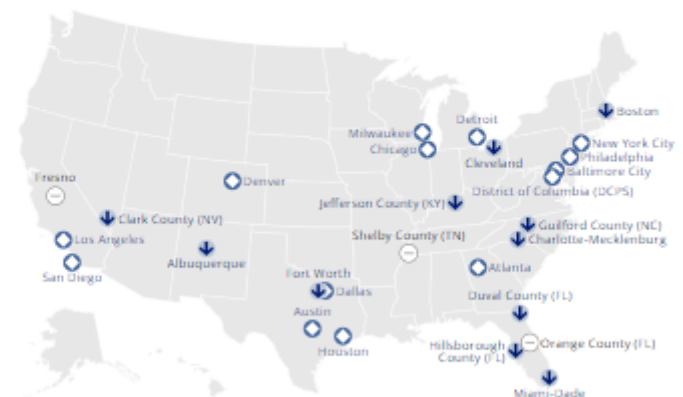 Boston
Detroit
Milwaukee
New York City
Chicago
Cleveland
Philadelphia
Baltimore City
Fresno
Denver
District of Columbia (DCPS)
Jefferson County (KY)
Clark County (NV)
Guilford County (NC)
Shelby County (TN)
Charlotte-Mecklenburg
Los Angeles
Albuquerque
San Diego
Fort Worth
Atlanta
Dallas
Duval County (FL)
Austin
Hillsborough
County (FL)
Orange County (FL)
Houston
Miami-Dade